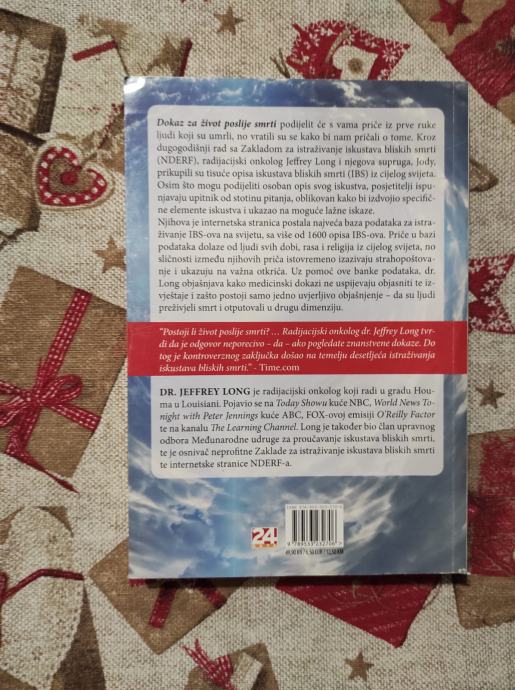 Dokaz za život poslije smrti podijelit će s vama priče iz prve ruke
ljudi koji su umrli, no vratili su se kako bi nam pričali o tome. Kroz
dugogodišnji rad sa Zakladom za istraživanje iskustava bliskih smrti
(NDERF), radijacijski onkolog Jeffrey Long i njegova supruga, Jody,
prikupili su tisuće opisa iskustava bliskih smrti (IBS) iz cijelog svijeta.
Osim što mogu podijeliti osoban opis svog iskustva, posjetitelji ispu-
njavaju upitnik od stotinu pitanja, oblikovan kako bi izdvojio specifič-
ne elemente iskustva i ukazao na moguće lažne iskaze.
Njihova je internetska stranica postala najveća baza podataka za istra-
živanje IBS-ova na svijetu, sa više od 1600 opisa IBS-ova. Priče u bazi
podataka dolaze od ljudi svih dobi, rasa i religija iz cijelog svijeta, no
sličnosti između njihovih priča istovremeno izazivaju strahopoštova-
nje i ukazuju na važna otkrića. Uz pomoć ove banke podataka, dr.
Long objašnjava kako medicinski dokazi ne uspijevaju objasniti te iz-
vještaje i zašto postoji samo jedno uvjerljivo objašnjenje – da su ljudi
preživjeli smrt i otputovali u drugu dimenziju.
"Postoji li život poslije smrti? … Radijacijski onkolog dr. Jeffrey Long tvr-
di da je odgovor neporecivo – da – ako pogledate znanstvene dokaze. Do
tog je kontroverznog zaključka došao na temelju desetljeća istraživanja
iskustava bliskih smrti." - Time.com
DR. JEFFREY LONG je radijacijski onkolog koji radi u gradu Hou-
ma u Louisiani. Pojavio se na Today Showu kuće NBC, World News To-
night with Peter Jennings kuće ABC, FOX-ovoj emisiji O'Reilly Factor
te na kanalu The Learning Channel. Long je također bio član upravnog
odbora Međunarodne udruge za proučavanje iskustava bliskih smrti,
te je osnivač neprofitne Zaklade za istraživanje iskustava bliskih smrti
te internetske stranice NDERF-a.
24
9 789533 232706
49,90 KN / 6,50 EUR / 12,50 KM